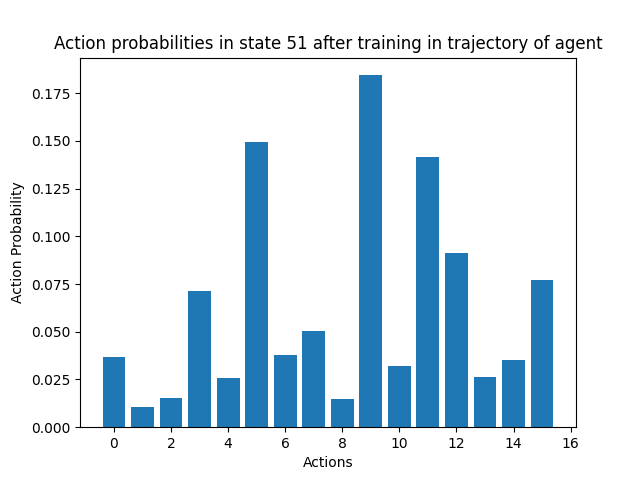 Action probabilities in state 51 after training in trajectory of agent
0.175
0.150
0.125
0.100
0.075
0.050
0.025
0.000
Action Probability
0 2 4 6 8 10 12 14 16
Actions